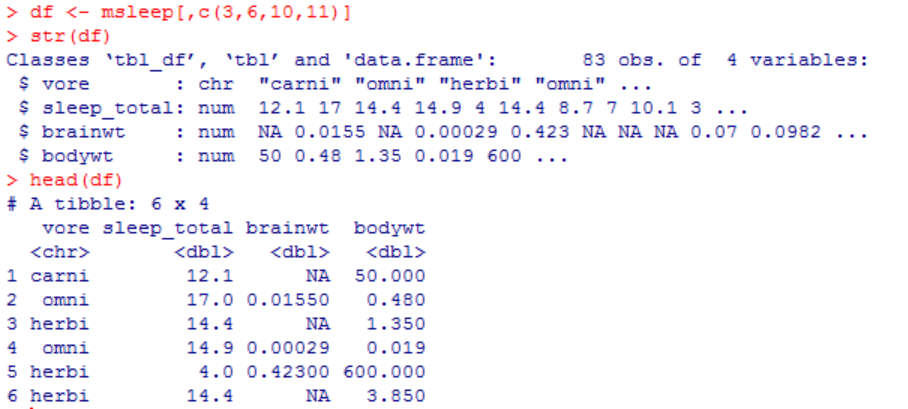 > df <- msleep[,c(3,6,10,11)]
> str(df)
Classes ‘tbl_df’, ‘tbl’ and 'data.frame':	83 obs. of  4 variables:
 $ vore       : chr  "carni" "omni" "herbi" "omni" ...
 $ sleep_total: num  12.1 17 14.4 14.9 4 14.4 8.7 7 10.1 3 ...
 $ brainwt    : num  NA 0.0155 NA 0.00029 0.423 NA NA NA 0.07 0.0982 ...
 $ bodywt     : num  50 0.48 1.35 0.019 600 ...
> head(df)
# A tibble: 6 x 4
   vore sleep_total brainwt  bodywt
  <chr>       <dbl>   <dbl>   <dbl>
1 carni        12.1      NA  50.000
2  omni        17.0 0.01550   0.480
3 herbi        14.4      NA   1.350
4  omni        14.9 0.00029   0.019
5 herbi         4.0 0.42300 600.000
6 herbi        14.4      NA   3.850